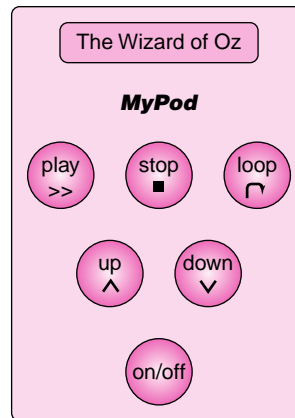 The Wizard of Oz
MyPod
play stop loop
>>
up down
on/off